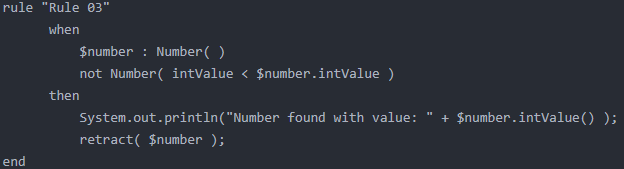 rule "Rule 03"
when
$number : Number( )
not Number( intValue < $number.intValue )
then
System.out.println("Number found with value: " + $number.intValue() );
retract( $number );
end